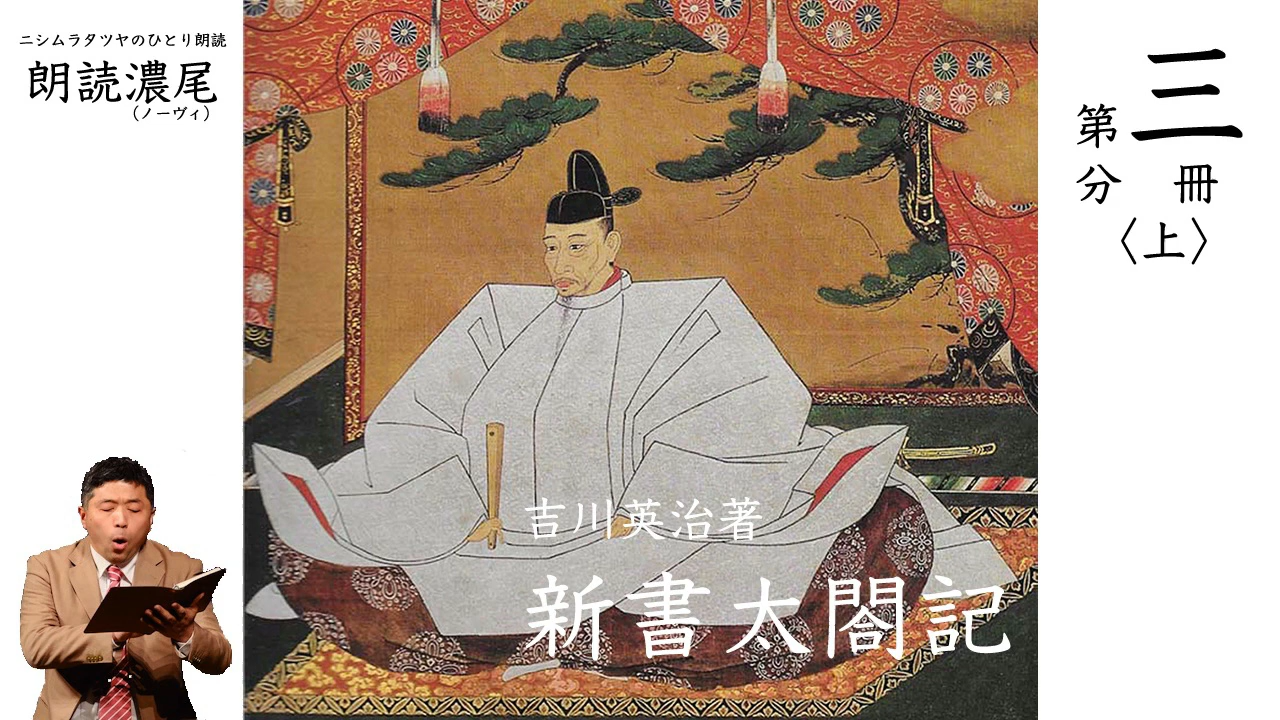 ニシムラタツヤのひとり朗読
朗読濃尾
（ノーヴィ）
第三
分冊
〈上〉
吉川英治著
新書太閤記